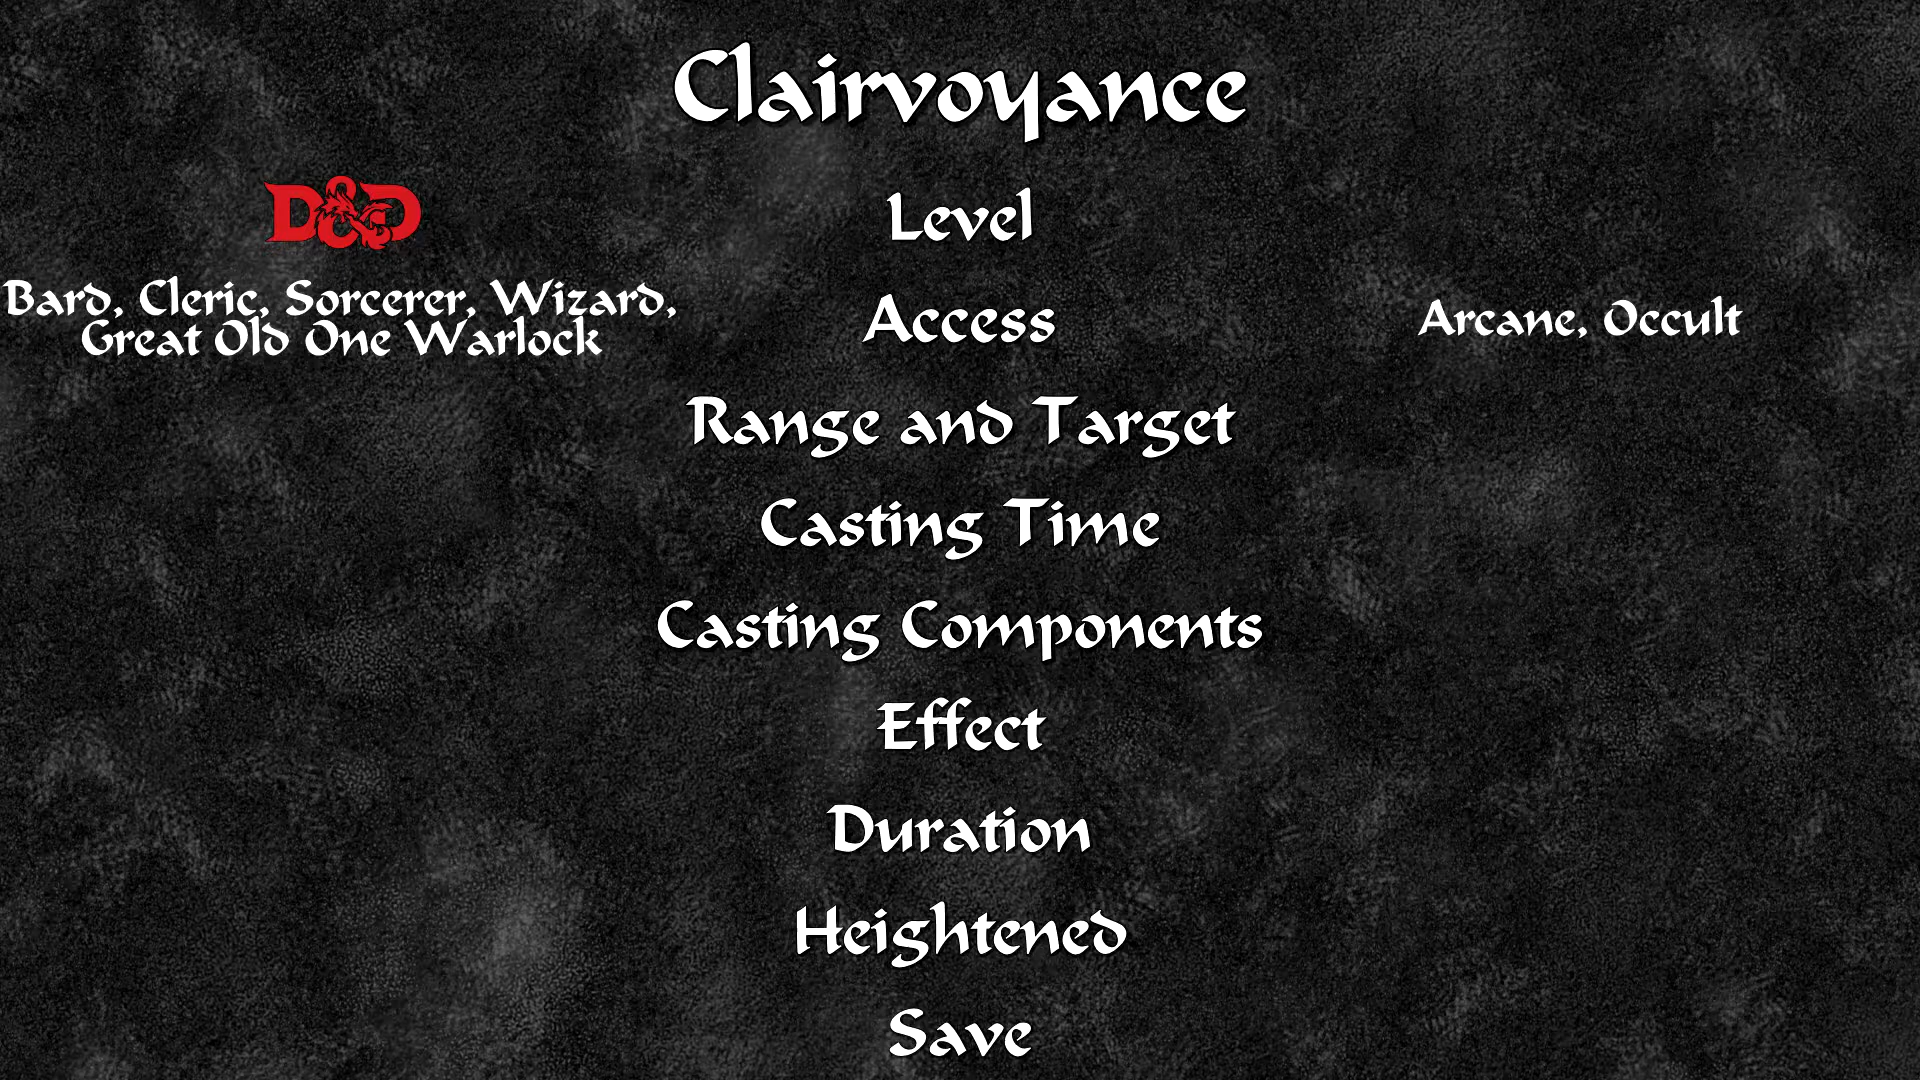 Clairvoyance
D&D
Level
Bard, Cleric, Sorcerer, Wizard,
Great Old One Warlock
Access
Arcane, Occult
Range and Target
Casting Time
Casting Components
Effect
Duration
Heightened
Save